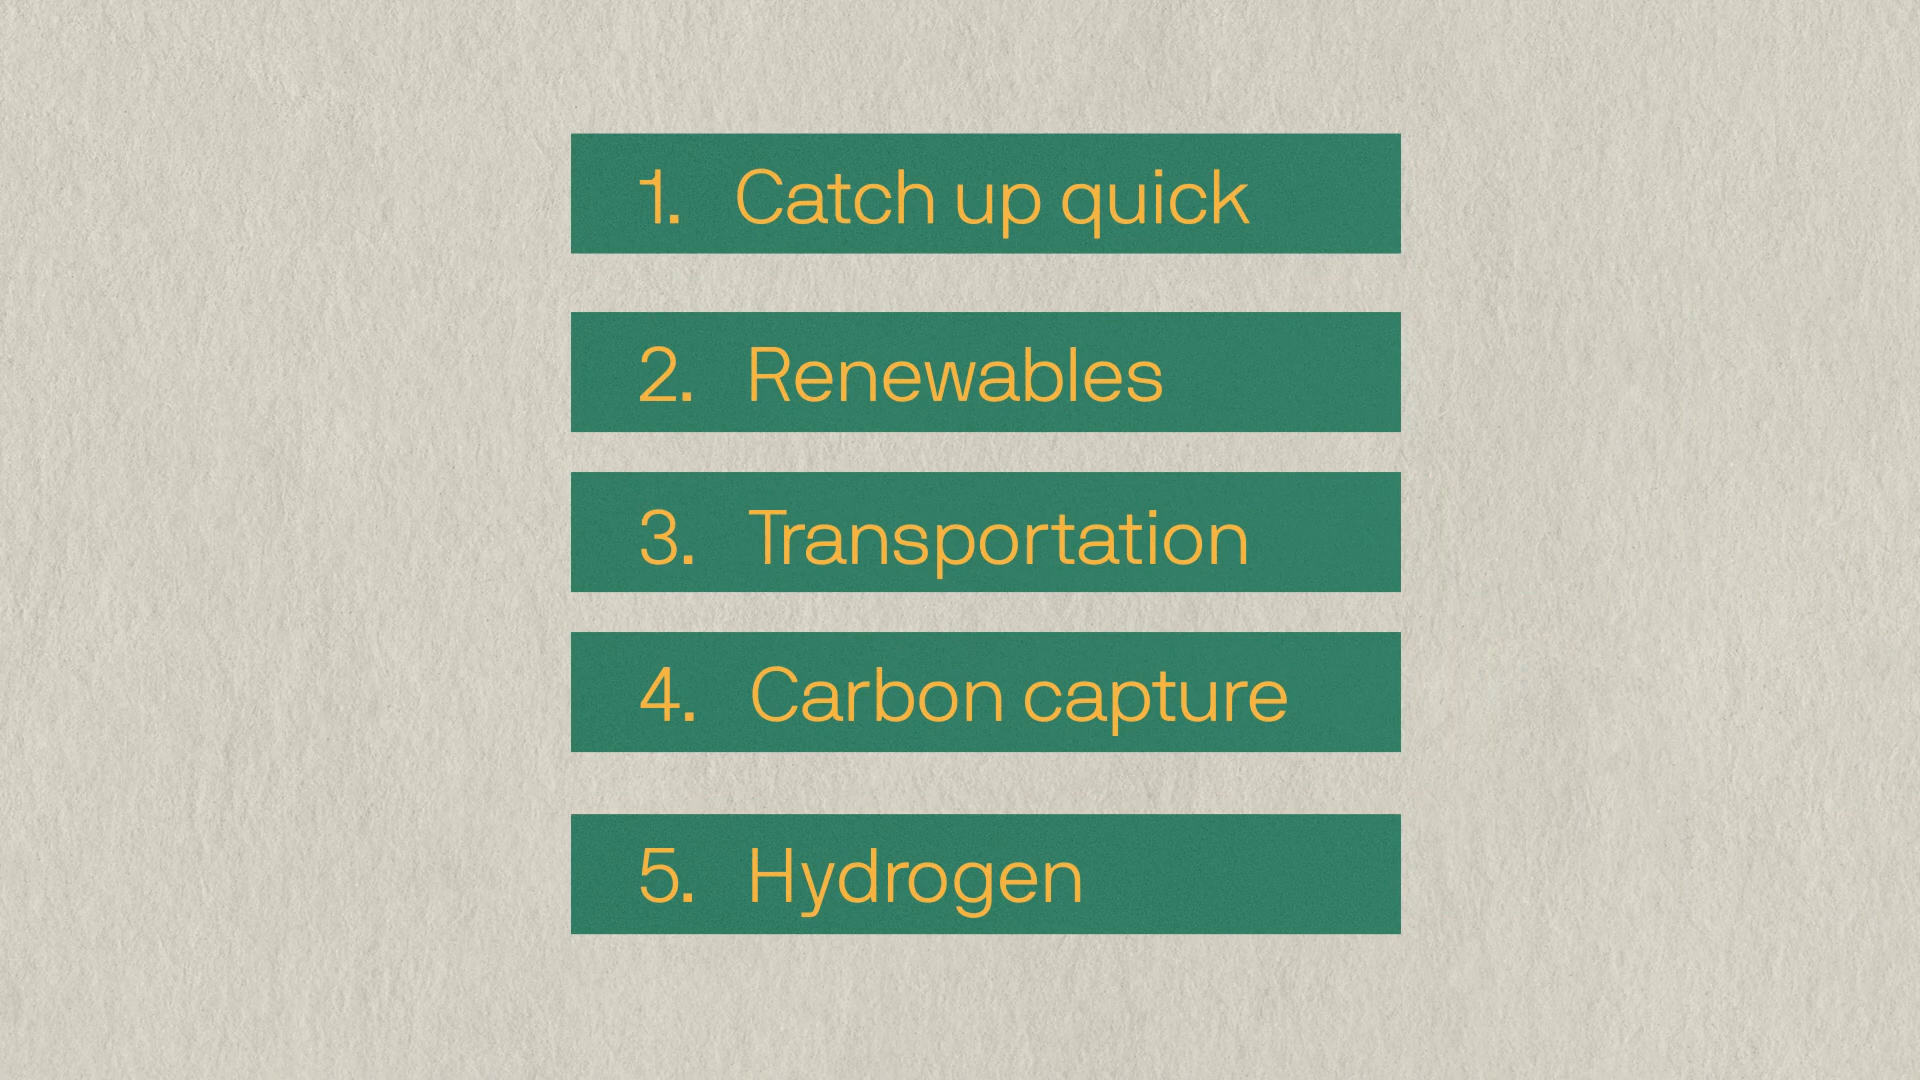 1. Catch up quick
2. Renewables
3. Transportation
4. Carbon capture
5. Hydrogen